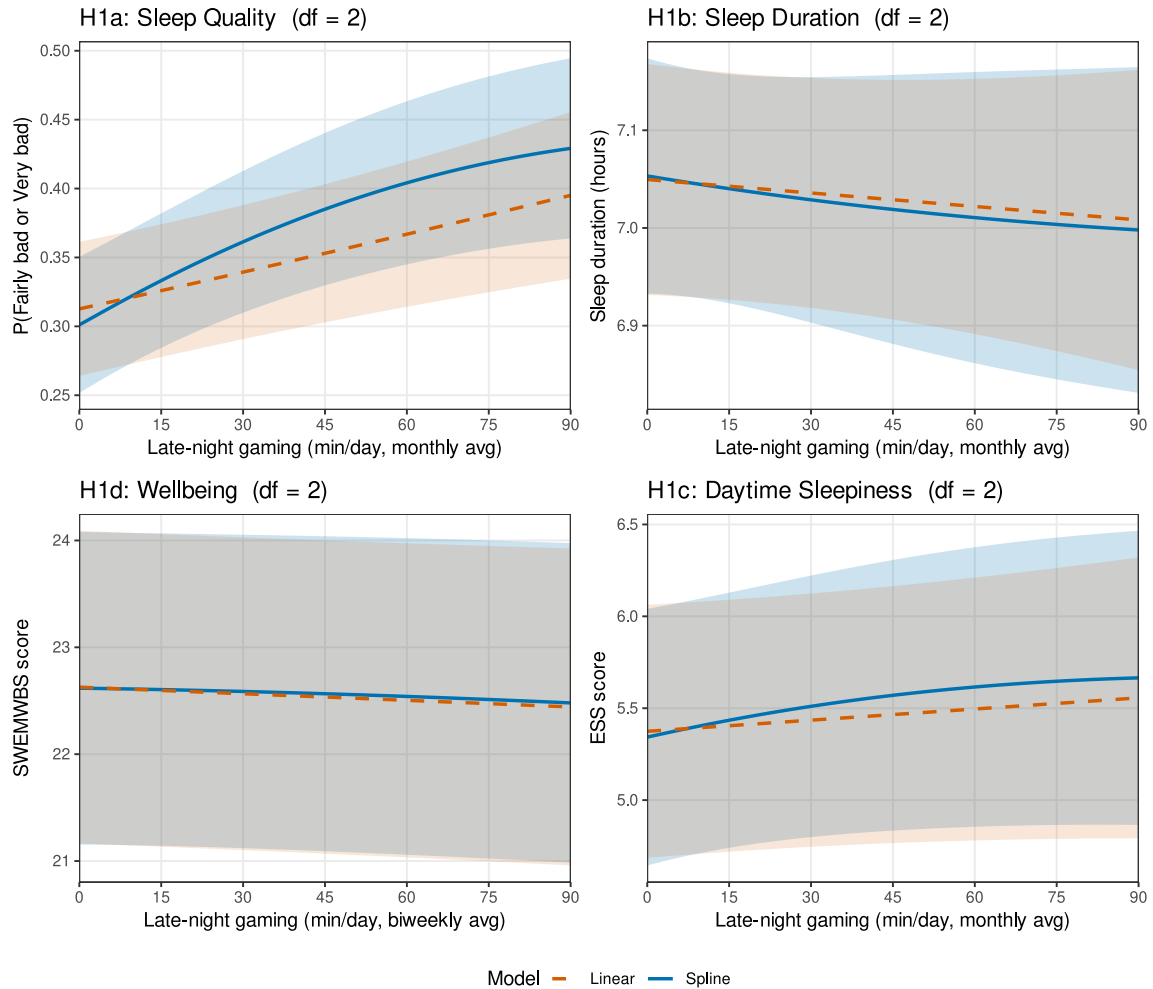 H1a: Sleep Quality (df = 2)
P(Fairly bad or Very bad)
0.50
0.45
0.40
0.35
0.30
0.25
0 15 30 45 60 75 90
Late-night gaming (min/day, monthly avg)
H1b: Sleep Duration (df = 2)
Sleep duration (hours)
7.1
7.0
6.9
0 15 30 45 60 75 90
Late-night gaming (min/day, monthly avg)
H1d: Wellbeing (df = 2)
SWEMWBS score
24
23
22
21
0 15 30 45 60 75 90
Late-night gaming (min/day, biweekly avg)
H1c: Daytime Sleepiness (df = 2)
ESS score
6.5
6.0
5.5
5.0
0 15 30 45 60 75 90
Late-night gaming (min/day, monthly avg)
Model Linear Spline